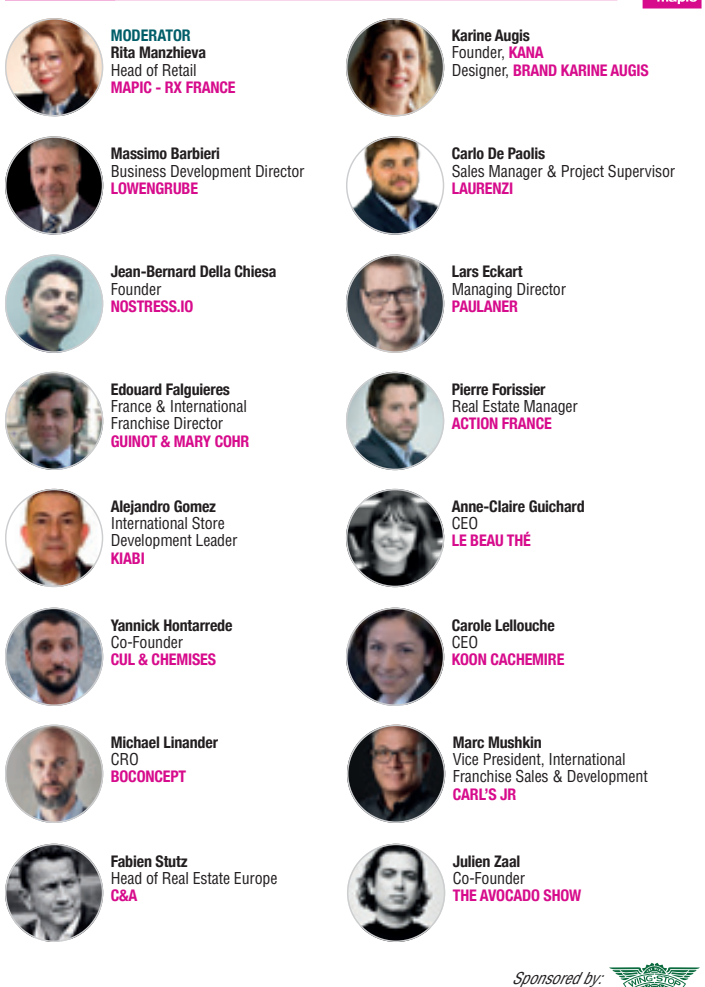 mapic
MODERATOR
Rita Manzhieva
Head of Retail
MAPIC - RX FRANCE
Karine Augis
Founder, KANA
Designer, BRAND KARINE AUGIS
Massimo Barbieri
Business Development Director
LOWENGRUBE
Carlo De Paolis
Sales Manager & Project Supervisor
LAURENZI
Jean-Bernard Della Chiesa
Founder
NOSTRESS.IO
Lars Eckart
Managing Director
PAULANER
Edouard Falguieres
France & International
Franchise Director
GUINOT & MARY COHR
Pierre Forissier
Real Estate Manager
ACTION FRANCE
Alejandro Gomez
International Store
Development Leader
KIABI
Anne-Claire Guichard
CEO
LE BEAU THÉ
Yannick Hontarrede
Co-Founder
CUL & CHEMISES
Carole Lellouche
CEO
KOON CACHEMIRE
Michael Linander
CRO
BOCONCEPT
Marc Mushkin
Vice President, International
Franchise Sales & Development
CARL'S JR
Fabien Stutz
Head of Real Estate Europe
C&A
Julien Zaal
Co-Founder
THE AVOCADO SHOW
Sponsored by:
WING·STOP